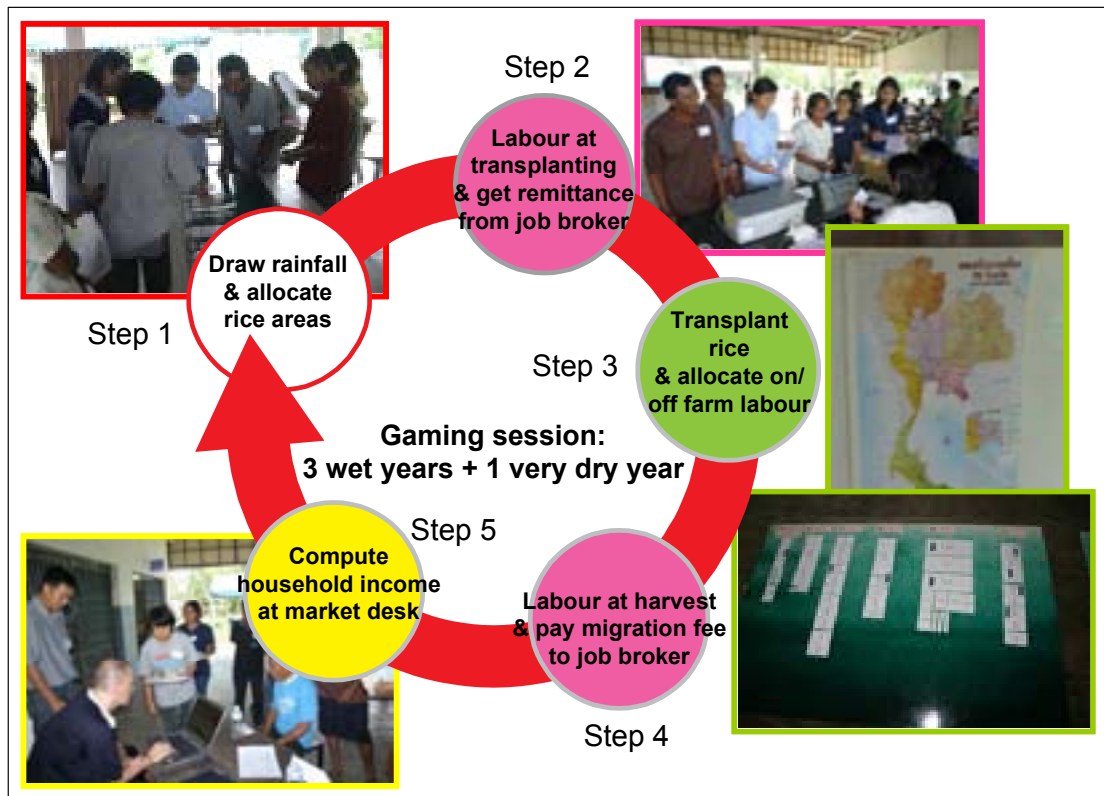 Step 1
Draw rainfall
& allocate
rice areas
Step 2
Labour at
transplanting
& get remittance
from job broker
Step 3
Transplant
rice
& allocate on/
off farm labour
Gaming session:
3 wet years + 1 very dry year
Step 4
Labour at harvest
& pay migration fee
to job broker
Step 5
Compute
household income
at market desk